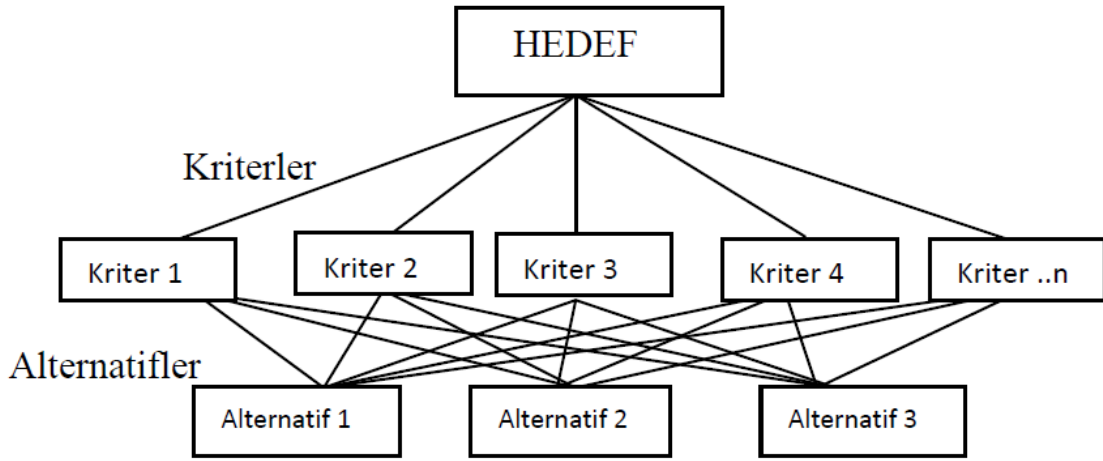 HEDEF
Kriterler
Kriter 1
Kriter 2
Kriter 3
Kriter 4
Kriter ..n
Alternatifler
Alternatif 1
Alternatif 2
Alternatif 3